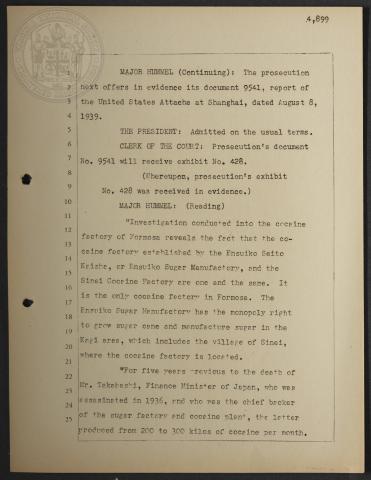 4,899
1 MAJOR HUMMEL (Continuing): The prosecution
2 next offers in evidence its document 9541, report of
3 the United States Attache at Shanghai, dated August 8,
4 1939.
5 THE PRESIDENT: Admitted on the usual terms.
6 CLERK OF THE COURT: Prosecution's document
7 No. 9541 will receive exhibit No. 428.
8 (Whereupon, prosecution's exhibit
9 No. 428 was received in evidence.)
10 MAJOR HUMMEL: (Reading)
11 "Investigation conducted into the cocaine
12 factory of Formosa reveals the fact that the co-
13 caine factory established by the Ensuiko Seito
14 Kaisha, or Ensuiko Sugar Manufactory, and the
15 Sinei Cocaine Factory are one and the same. It
16 is the only cocaine factory in Formosa. The
17 Ensuiko Sugar Manufactory has the monopoly right
18 to grow sugar cane and manufacture sugar in the
19 Kagi area, which includes the village of Sinei,
20 where the cocaine factory is located.
21 "For five years previous to the death of
22 Mr. Takahashi, Finance Minister of Japan, who was
23 assassinated in 1936, and who was the chief backer
24 of the sugar factory and cocaine plant, the latter
25 produced from 200 to 300 kilos of cocaine per month.